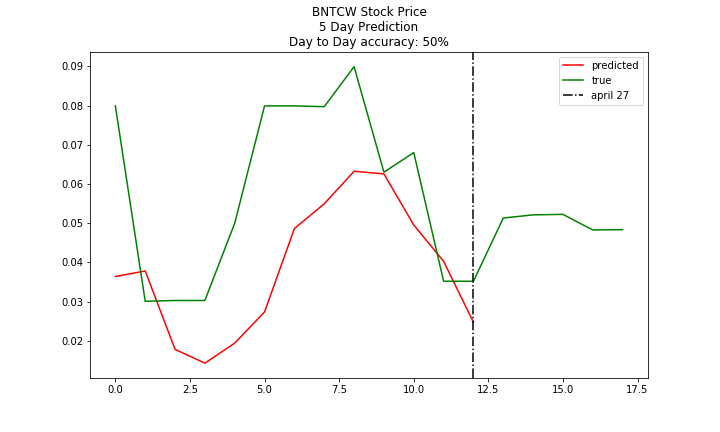 BNTCW Stock Price
5 Day Prediction
Day to Day accuracy: 50%
predicted
true
april 27
0.09
0.08
0.07
0.06
0.05
0.04
0.03
0.02
0.0
2.5
5.0
7.5
10.0
12.5
15.0
17.5